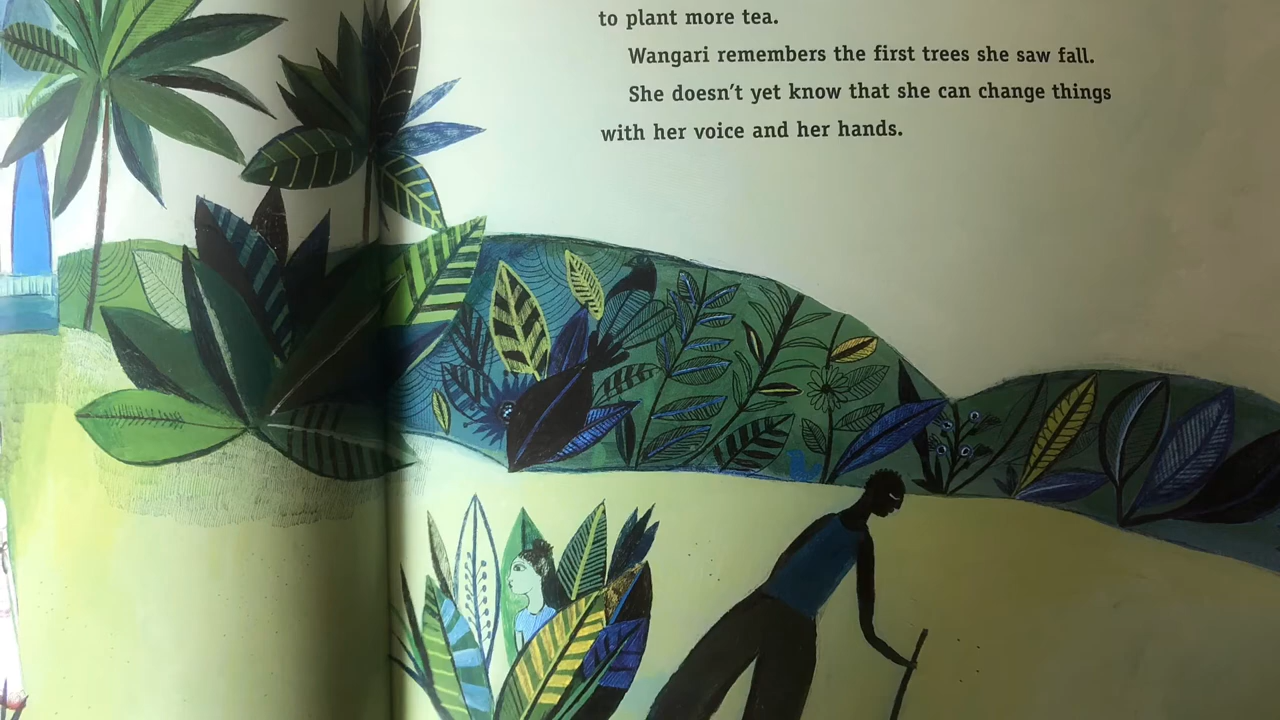 to plant more tea.
Wangari remembers the first trees she saw fall.
She doesn't yet know that she can change things
with her voice and her hands.